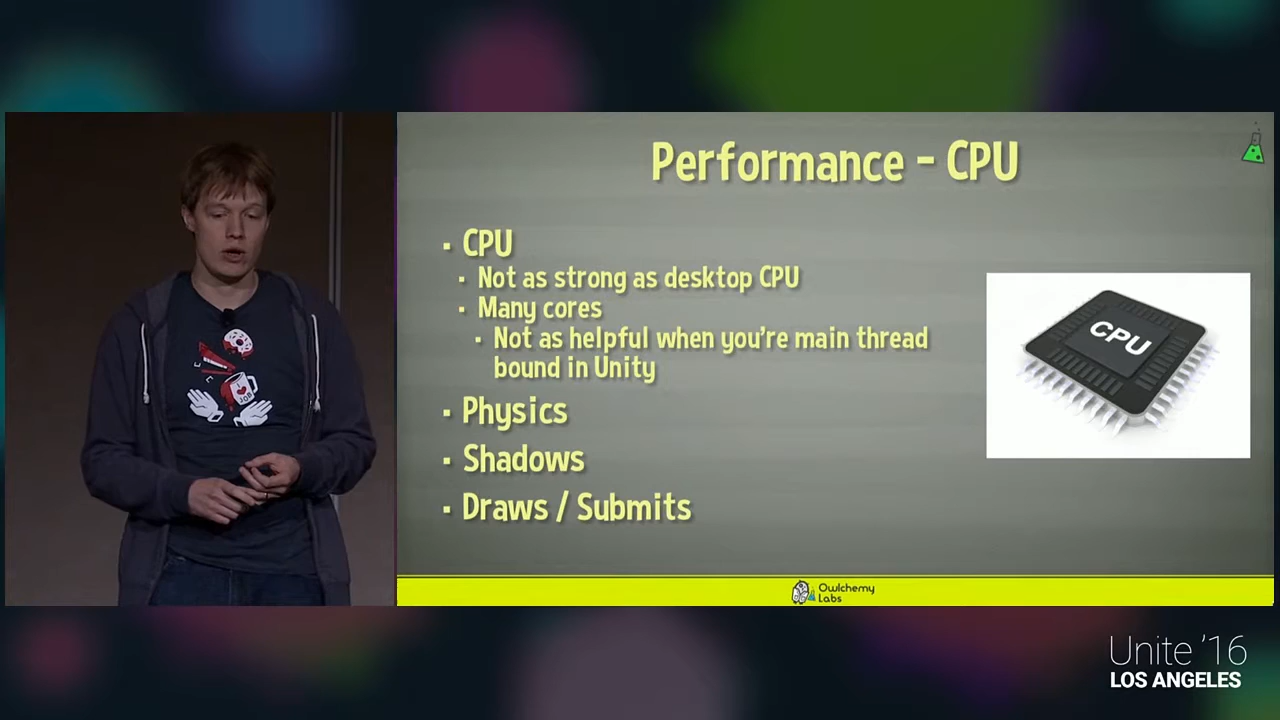 Performance - CPU
· CPU
· Not as strong as desktop CPU
· Many cores
· Not as helpful when you're main thread
bound in Unity
· Physics
· Shadows
· Draws / Submits
CPU
I ♥ JOB
Owlchemy
Labs
Unite '16
LOS ANGELES